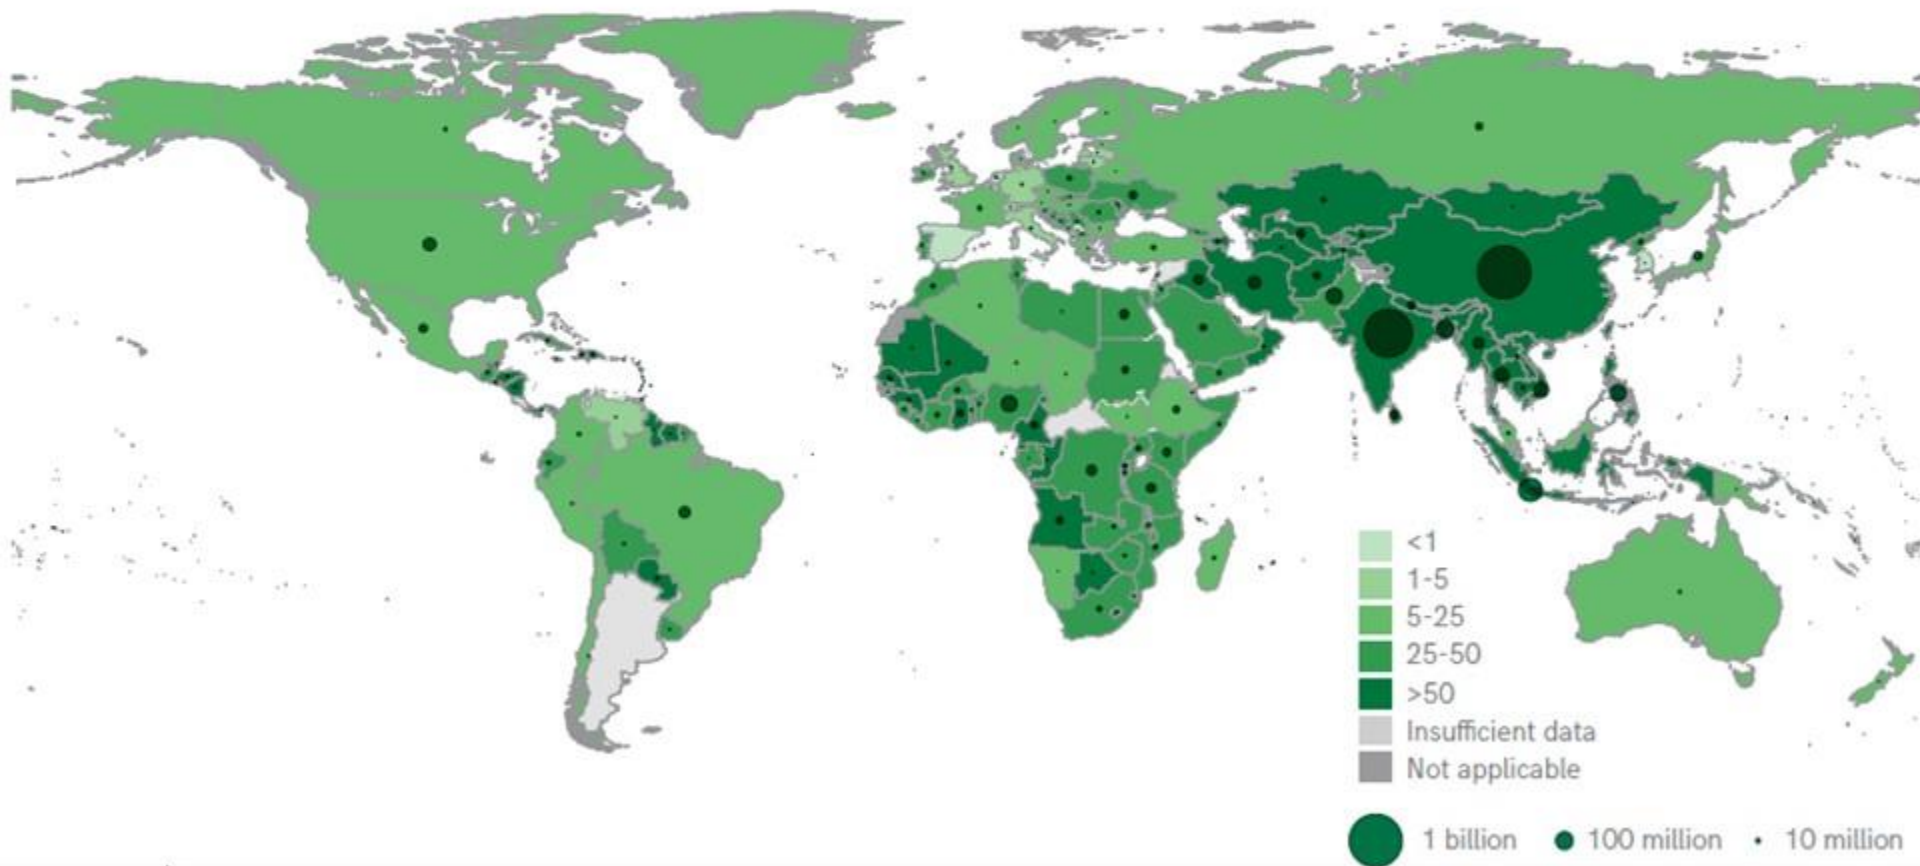 <1
1-5
5-25
25-50
>50
Insufficient data
Not applicable
1 billion 100 million 10 million